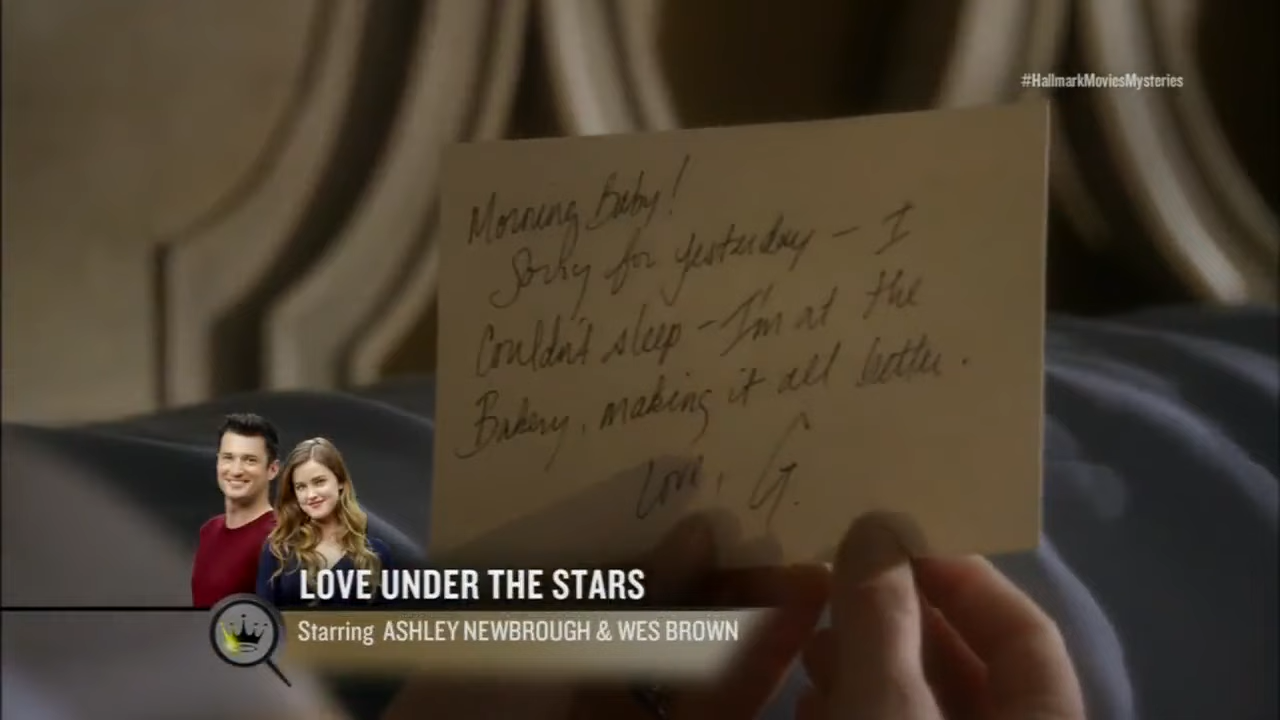 #HallmarkMoviesMysteries
Morning Baby!
Sorry for yesterday – I
Couldn't sleep – I'm at the
Bakery, making it all better.
Love, G.
LOVE UNDER THE STARS
Starring ASHLEY NEWBROUGH & WES BROWN